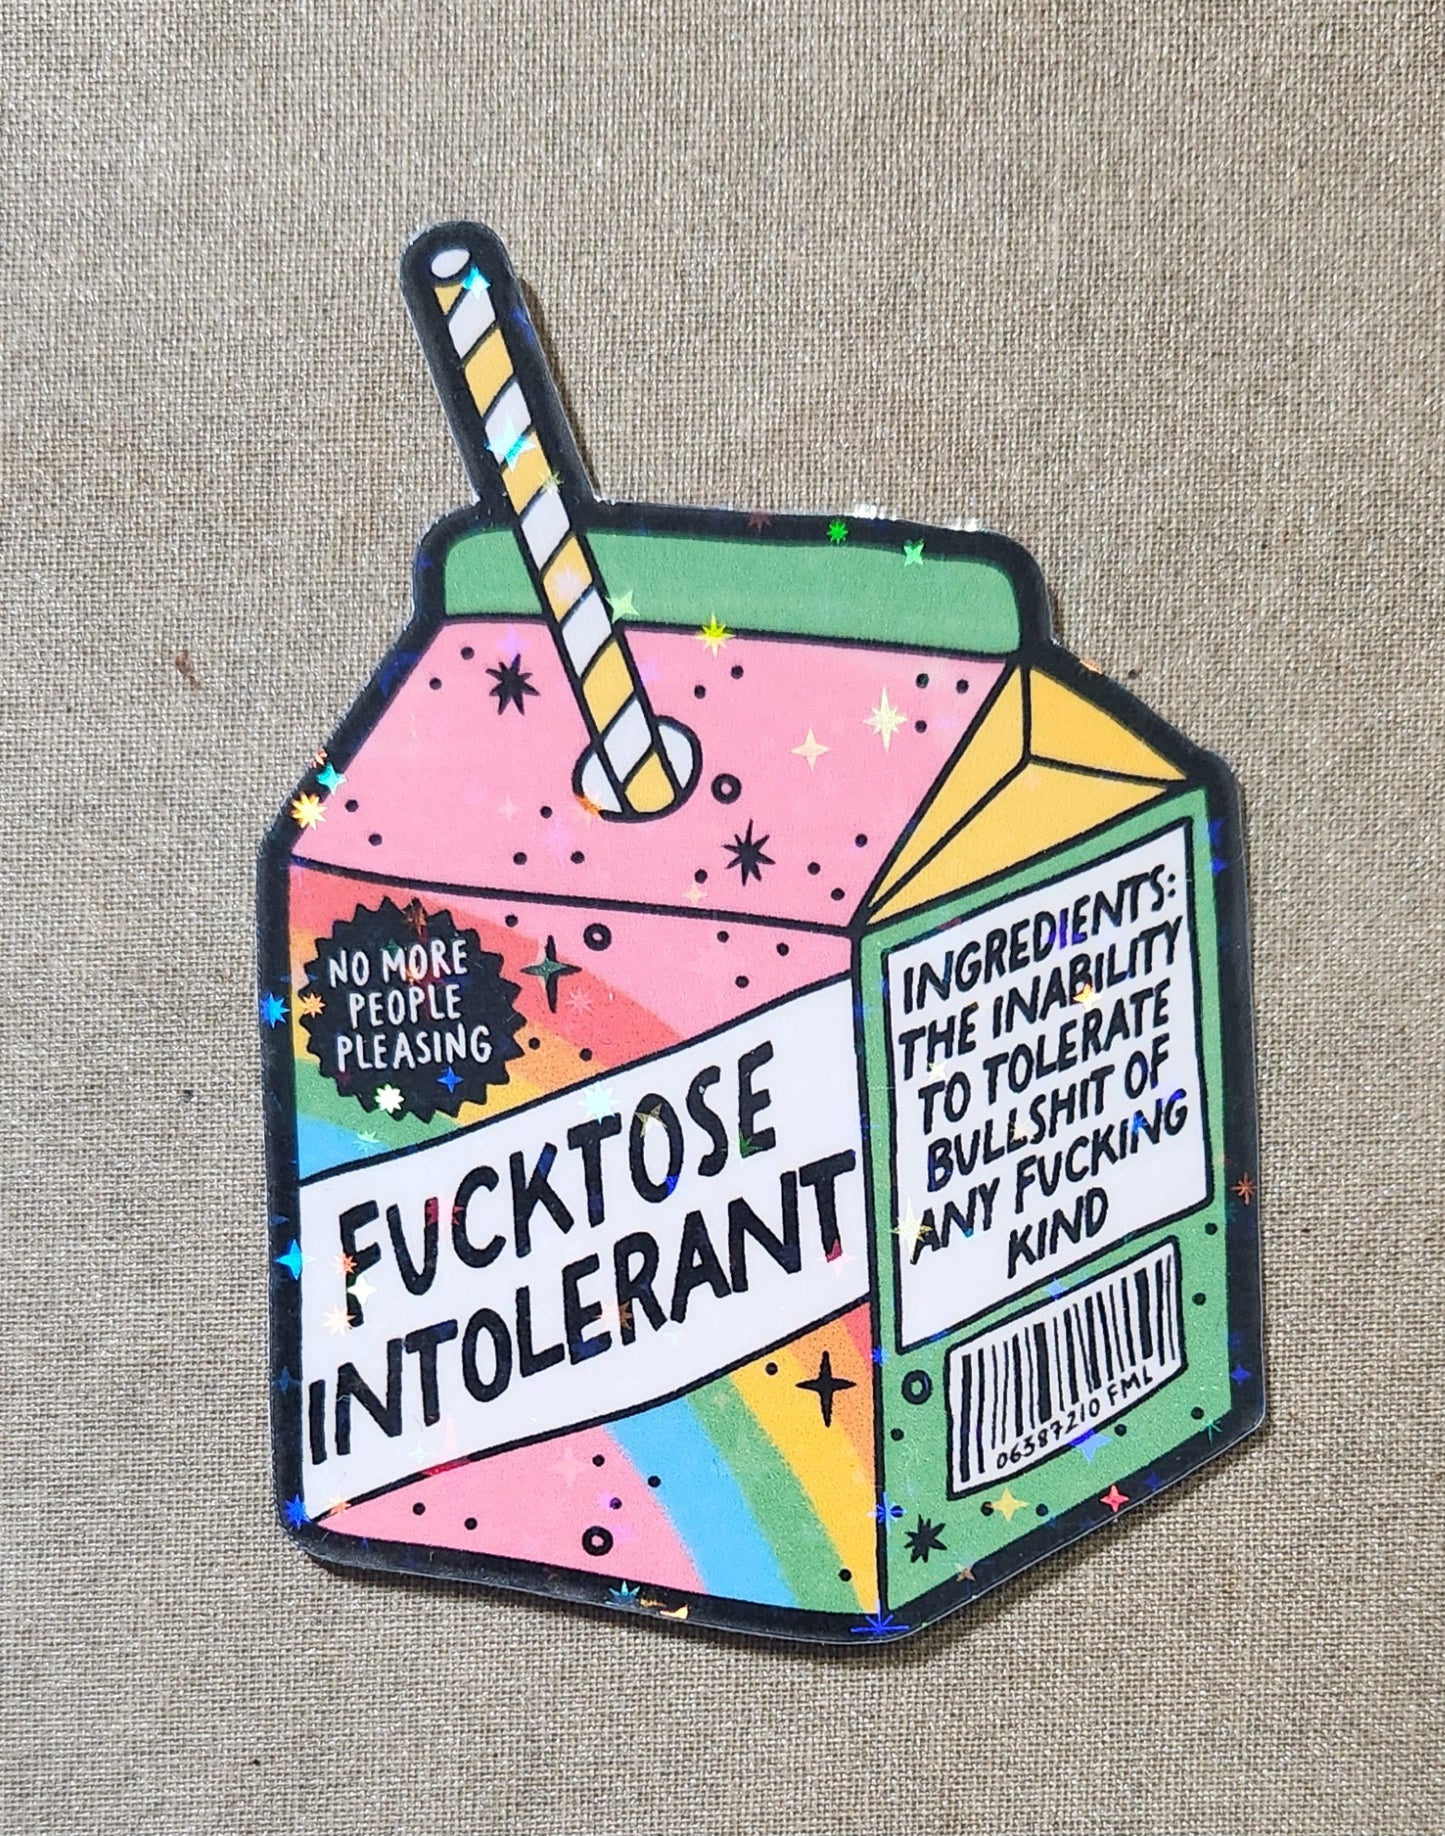 NO MORE
PEOPLE
PLEASING
FUCKTOSE
INTOLERANT
INGREDIENTS:
THE INABILITY
TO TOLERATE
BULLSHIT OF
ANY FUCKING
KIND
06387210 FML